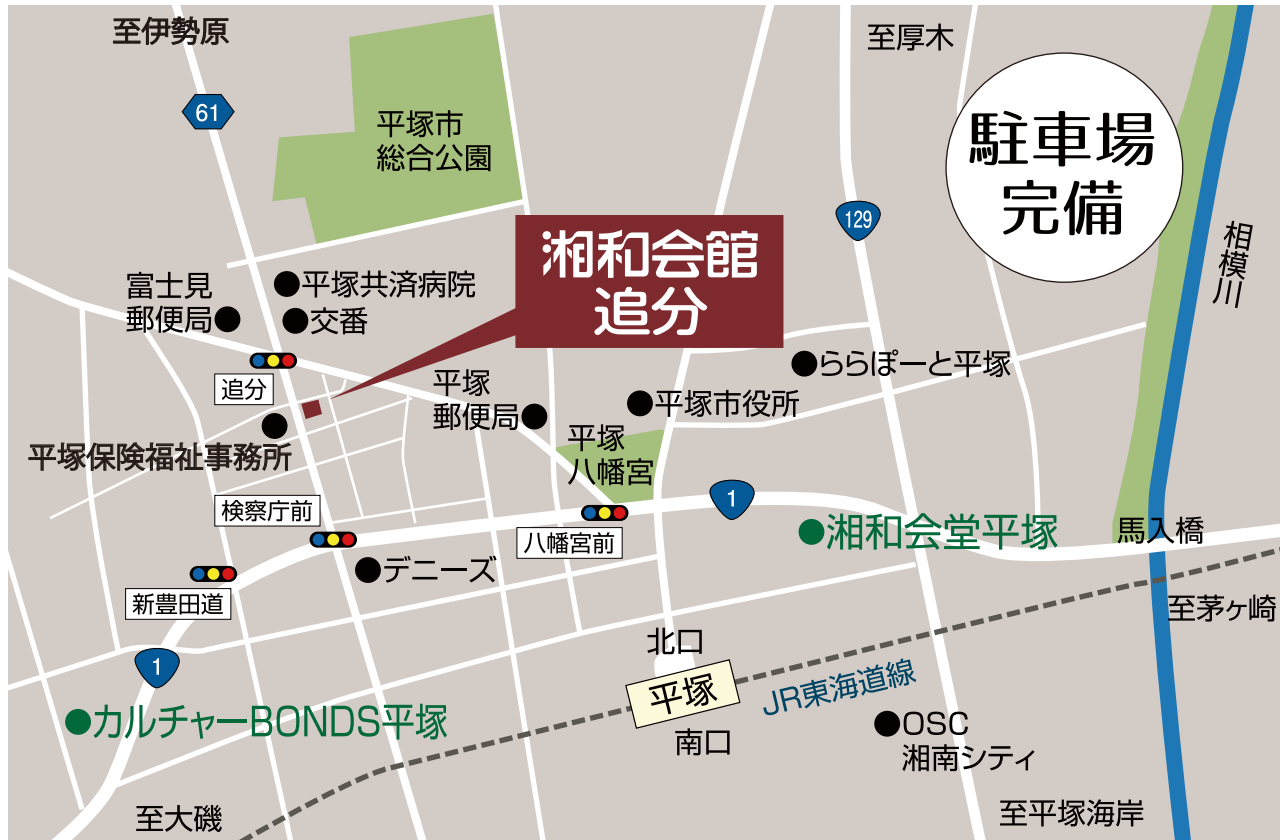 至伊勢原
至厚木
61
平塚市
総合公園
駐車場
完備
129
相模川
湘和会館
追分
富士見
郵便局
平塚共済病院
交番
追分
平塚
郵便局
ららぽーと平塚
平塚市役所
平塚
八幡宮
平塚保険福祉事務所
検察庁前
1
八幡宮前
湘和会堂平塚
馬入橋
デニーズ
新豊田道
至茅ヶ崎
北口
1
平塚
JR東海道線
カルチャーBONDS平塚
南口
OSC
湘南シティ
至大磯
至平塚海岸